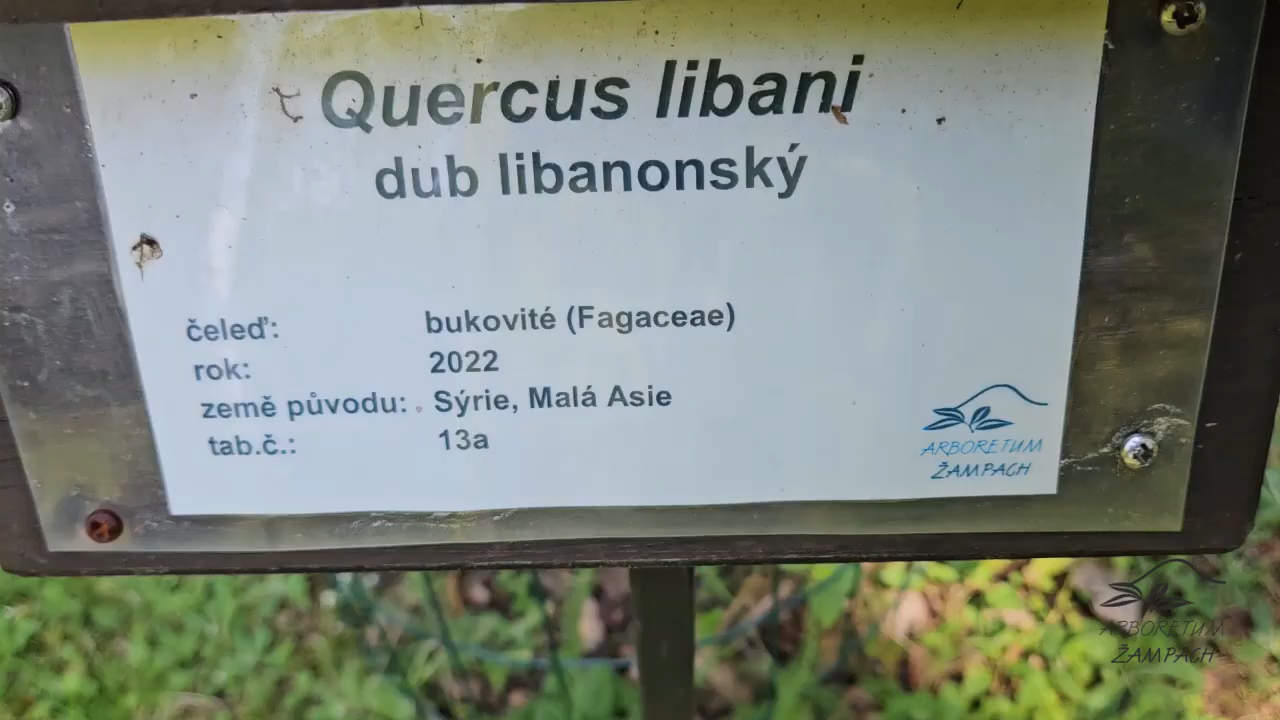 Quercus libani
dub libanonský
čeleď: bukovité (Fagaceae)
rok: 2022
země původu: Sýrie, Malá Asie
tab.č.: 13a
ARBORETUM
ŽAMPACH
ARBORETUM
ŽAMPACH